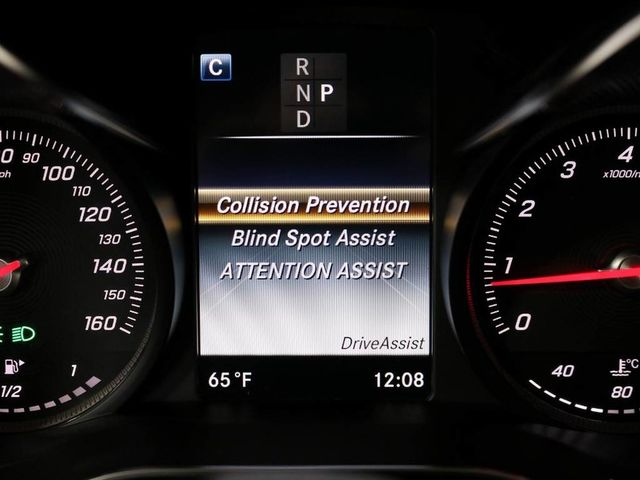 C
R
N P
D
Collision Prevention
Blind Spot Assist
ATTENTION ASSIST
DriveAssist
65 °F
12:08
90
100
110
120
130
140
150
160
1/2
1
4
3
x1000/
2
1
0
40
80
°C